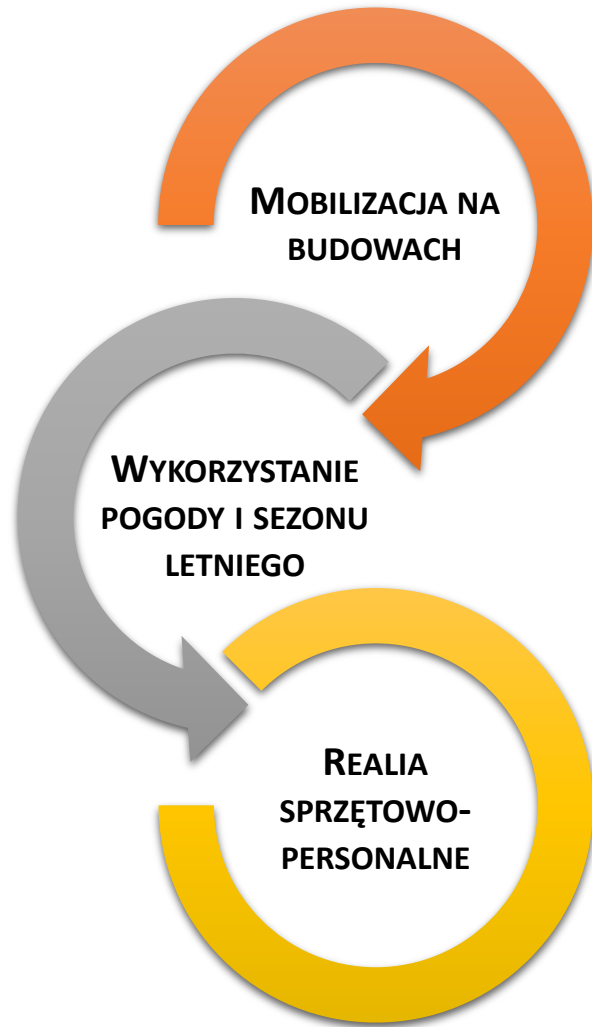 Mobilizacja na
budowach
Wykorzystanie
pogody i sezonu
letniego
Realia
sprzętowo-
personalne